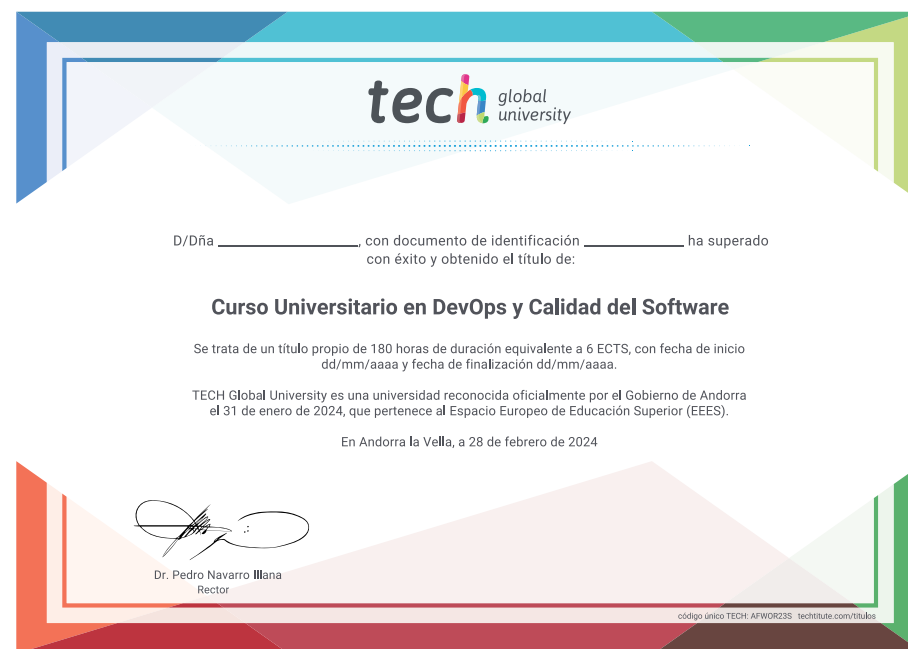 tech global
university
D/Dña ______________, con documento de identificación __________ ha superado
con éxito y obtenido el título de:
Curso Universitario en DevOps y Calidad del Software
Se trata de un título propio de 180 horas de duración equivalente a 6 ECTS, con fecha de inicio
dd/mm/aaaa y fecha de finalización dd/mm/aaaa.
TECH Global University es una universidad reconocida oficialmente por el Gobierno de Andorra
el 31 de enero de 2024, que pertenece al Espacio Europeo de Educación Superior (EEES).
En Andorra la Vella, a 28 de febrero de 2024
Dr. Pedro Navarro Illana
Rector
código único TECH: AFWOR23S techtitute.com/titulos